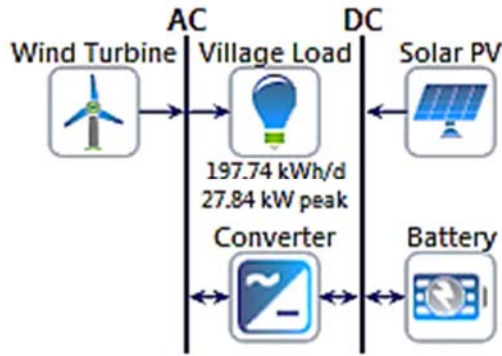 AC
DC
Wind Turbine
Village Load
Solar PV
197.74 kWh/d
27.84 kW peak
Converter
Battery